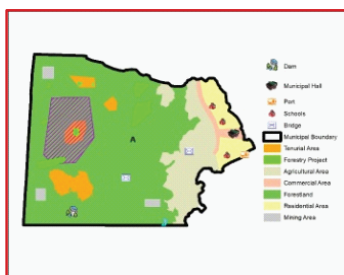 Dam
Municipal Hall
Port
Schools
Bridge
Municipal Boundary
Tenurial Area
Forestry Project
Agricultural Area
Commercial Area
Forestland
Residential Area
Mining Area
A